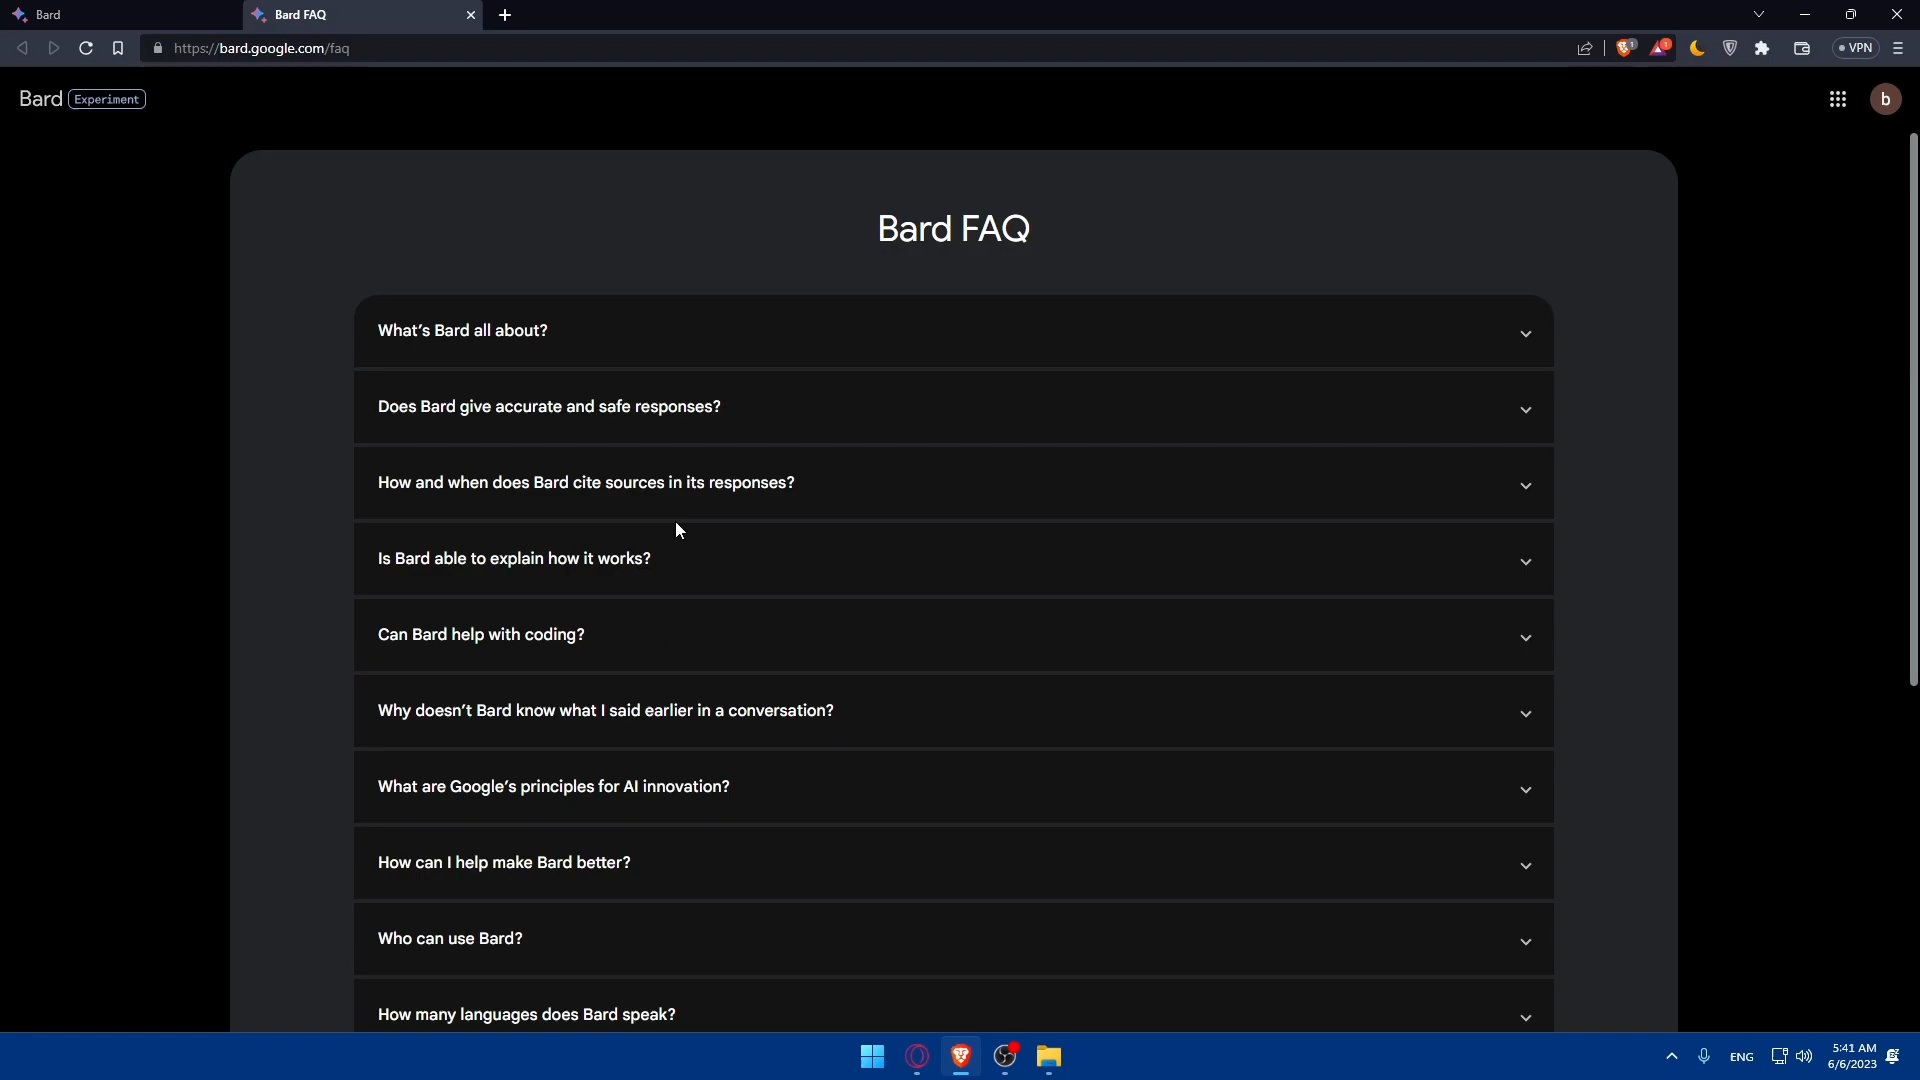 Bard
Bard FAQ
https://bard.google.com/faq
1
1
VPN
Bard Experiment
b
Bard FAQ
What's Bard all about?
Does Bard give accurate and safe responses?
How and when does Bard cite sources in its responses?
Is Bard able to explain how it works?
Can Bard help with coding?
Why doesn't Bard know what I said earlier in a conversation?
What are Google's principles for AI innovation?
How can I help make Bard better?
Who can use Bard?
How many languages does Bard speak?
ENG
5:41 AM
6/6/2023